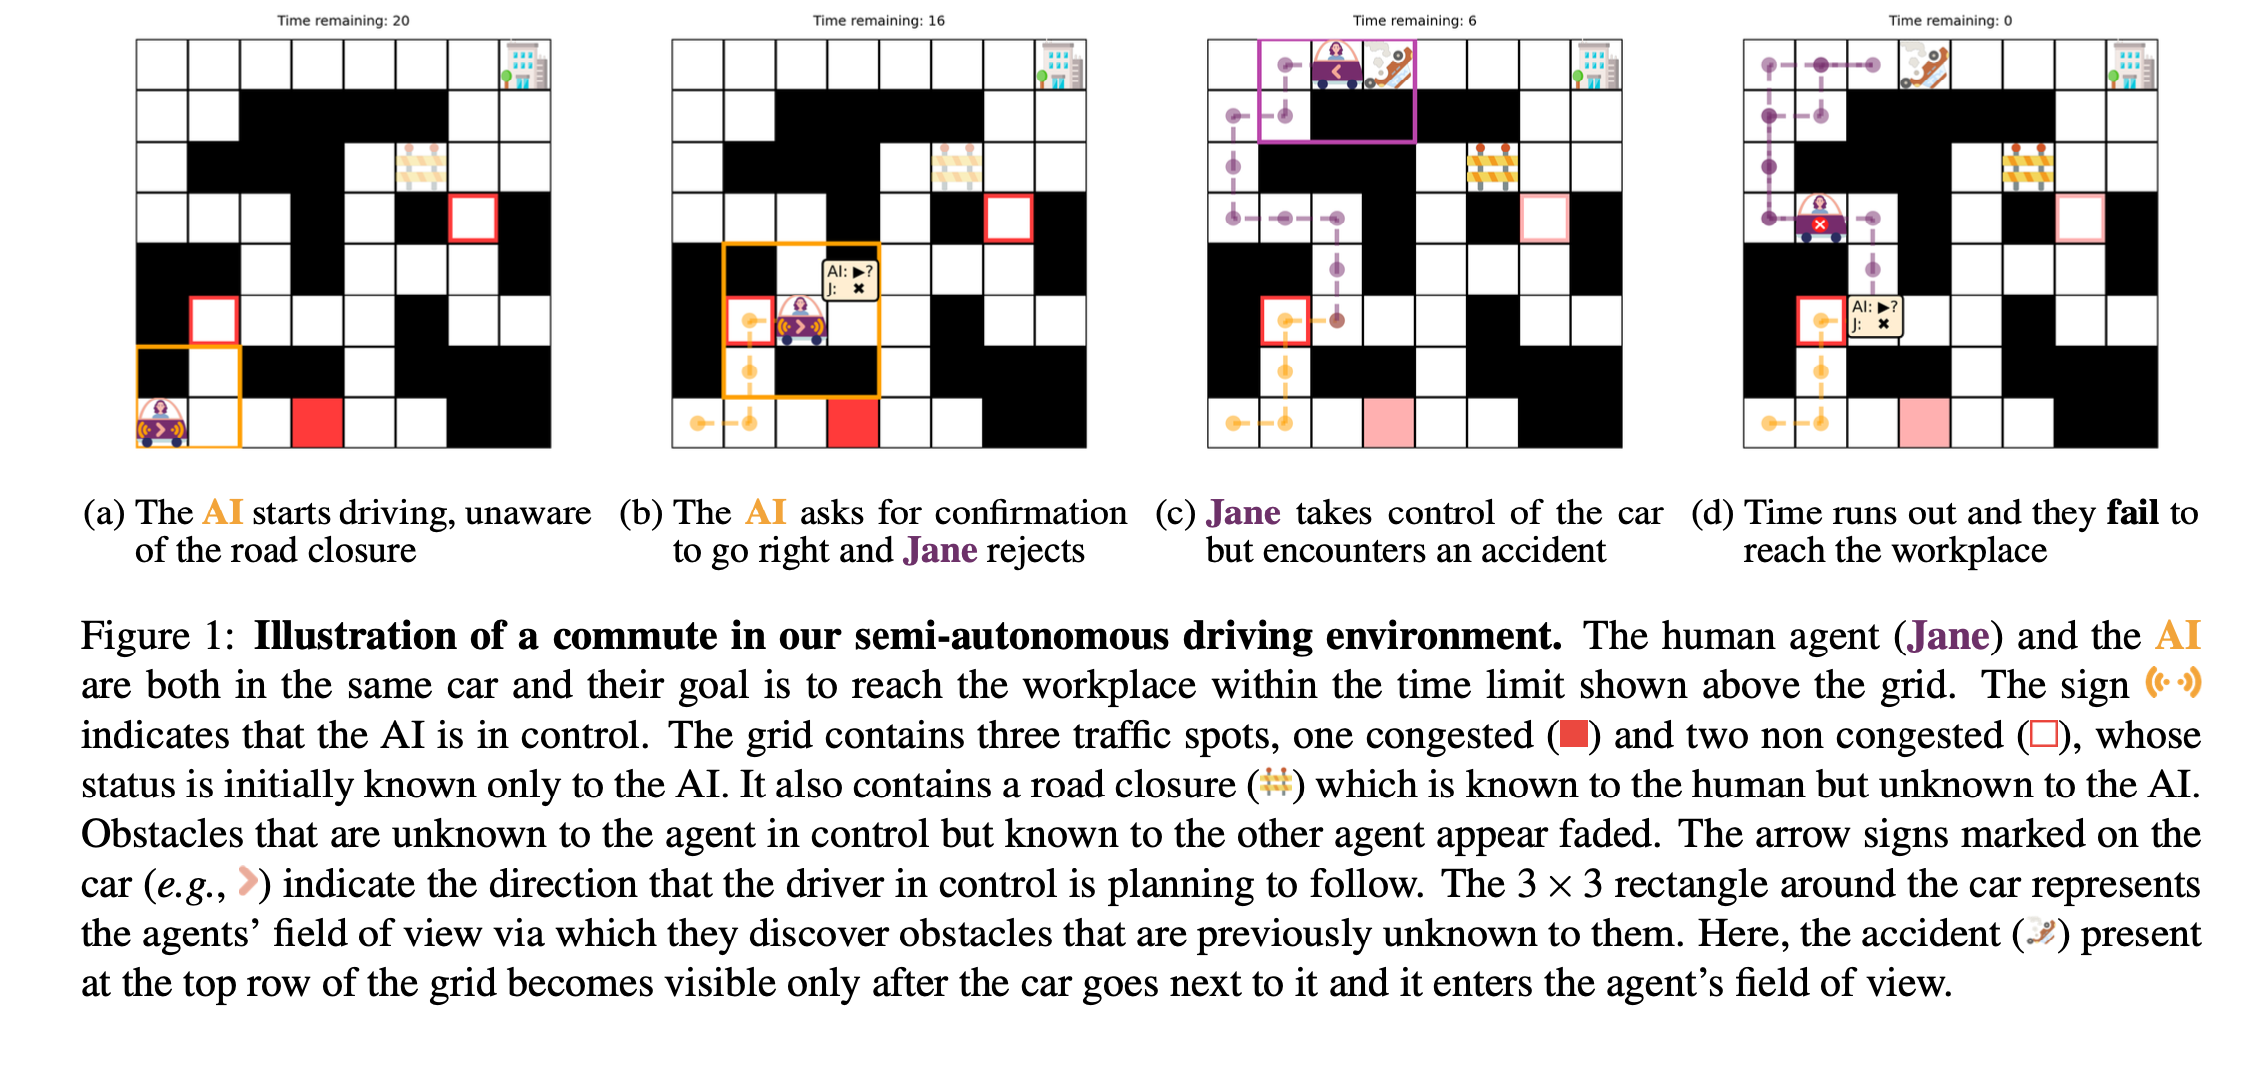 Time remaining: 20
Time remaining: 16
Time remaining: 6
Time remaining: 0
AI: ▶?
J: ✖
AI: ▶?
J: ✖
(a) The AI starts driving, unaware
of the road closure
(b) The AI asks for confirmation
to go right and Jane rejects
(c) Jane takes control of the car
but encounters an accident
(d) Time runs out and they fail to
reach the workplace
Figure 1: Illustration of a commute in our semi-autonomous driving environment. The human agent (Jane) and the AI
are both in the same car and their goal is to reach the workplace within the time limit shown above the grid. The sign
indicates that the AI is in control. The grid contains three traffic spots, one congested ( ) and two non congested ( ), whose
status is initially known only to the AI. It also contains a road closure ( ) which is known to the human but unknown to the AI.
Obstacles that are unknown to the agent in control but known to the other agent appear faded. The arrow signs marked on the
car (e.g., ) indicate the direction that the driver in control is planning to follow. The 3 × 3 rectangle around the car represents
the agents’ field of view via which they discover obstacles that are previously unknown to them. Here, the accident ( ) present
at the top row of the grid becomes visible only after the car goes next to it and it enters the agent’s field of view.